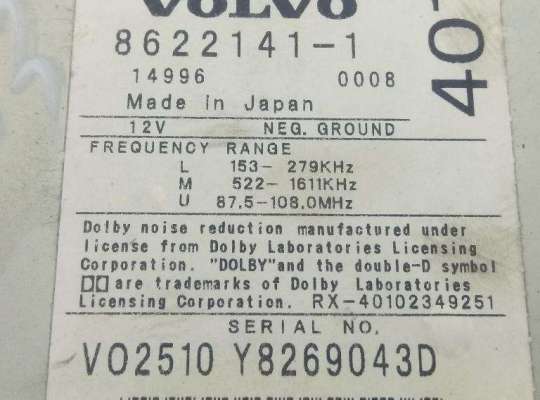 VOLVO
8622141-1
14996 0008
Made in Japan
12V NEG. GROUND
FREQUENCY RANGE
L 153- 279KHz
M 522- 1611KHz
U 87.5-108.0MHz
Dolby noise reduction manufactured under
license from Dolby Laboratories Licensing
Corporation. "DOLBY"and the double-D symbol
are trademarks of Dolby Laboratories
Licensing Corporation. RX-40102349251
SERIAL NO.
VO2510 Y8269043D